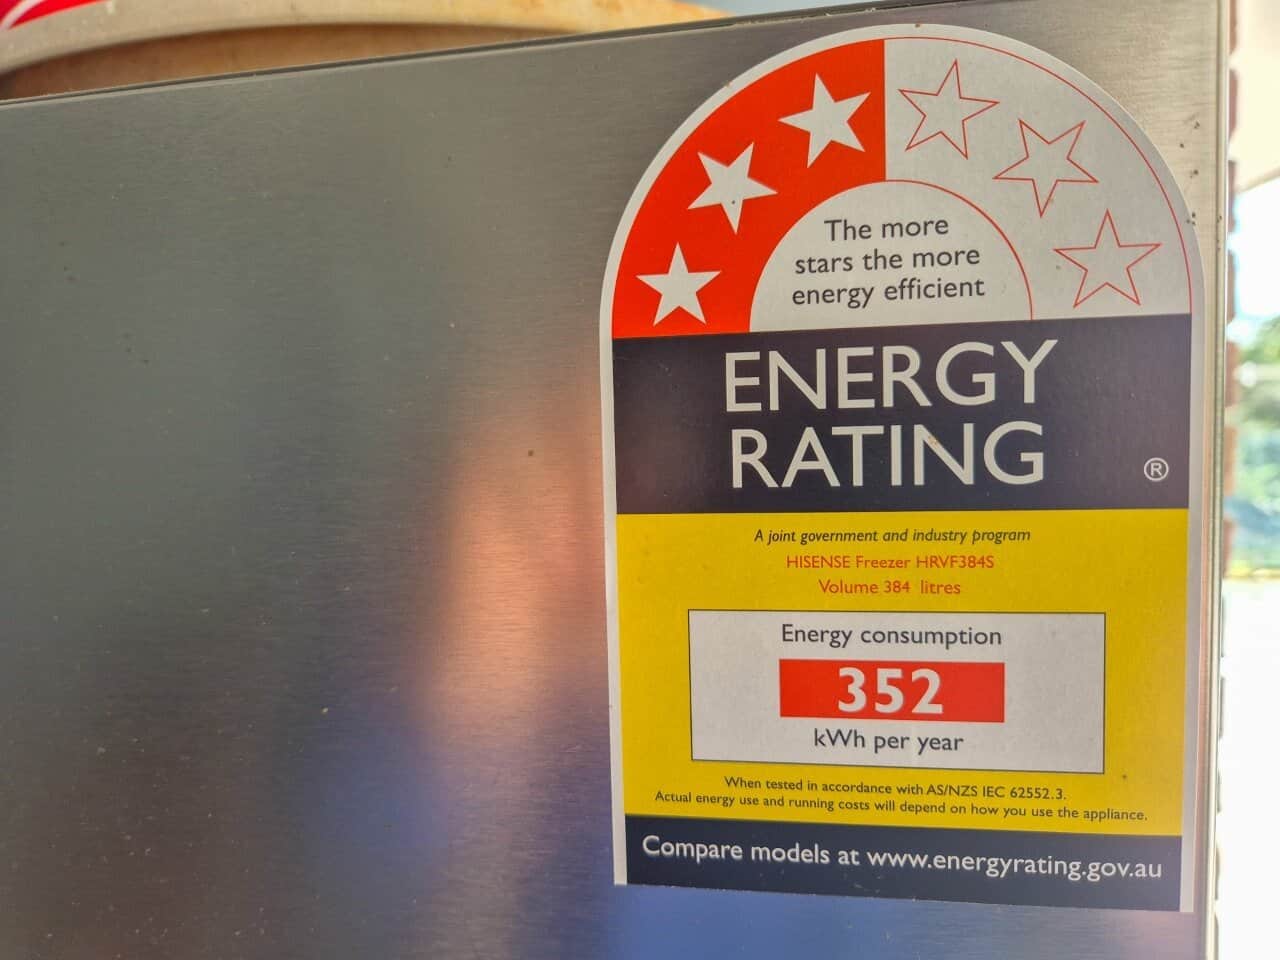 The more
stars the more
energy efficient
ENERGY
RATING
®
A joint government and industry program
HISENSE Freezer HRVF384S
Volume 384 litres
Energy consumption
352
kWh per year
When tested in accordance with AS/NZS IEC 62552.3.
Actual energy use and running costs will depend on how you use the appliance.
Compare models at www.energyrating.gov.au